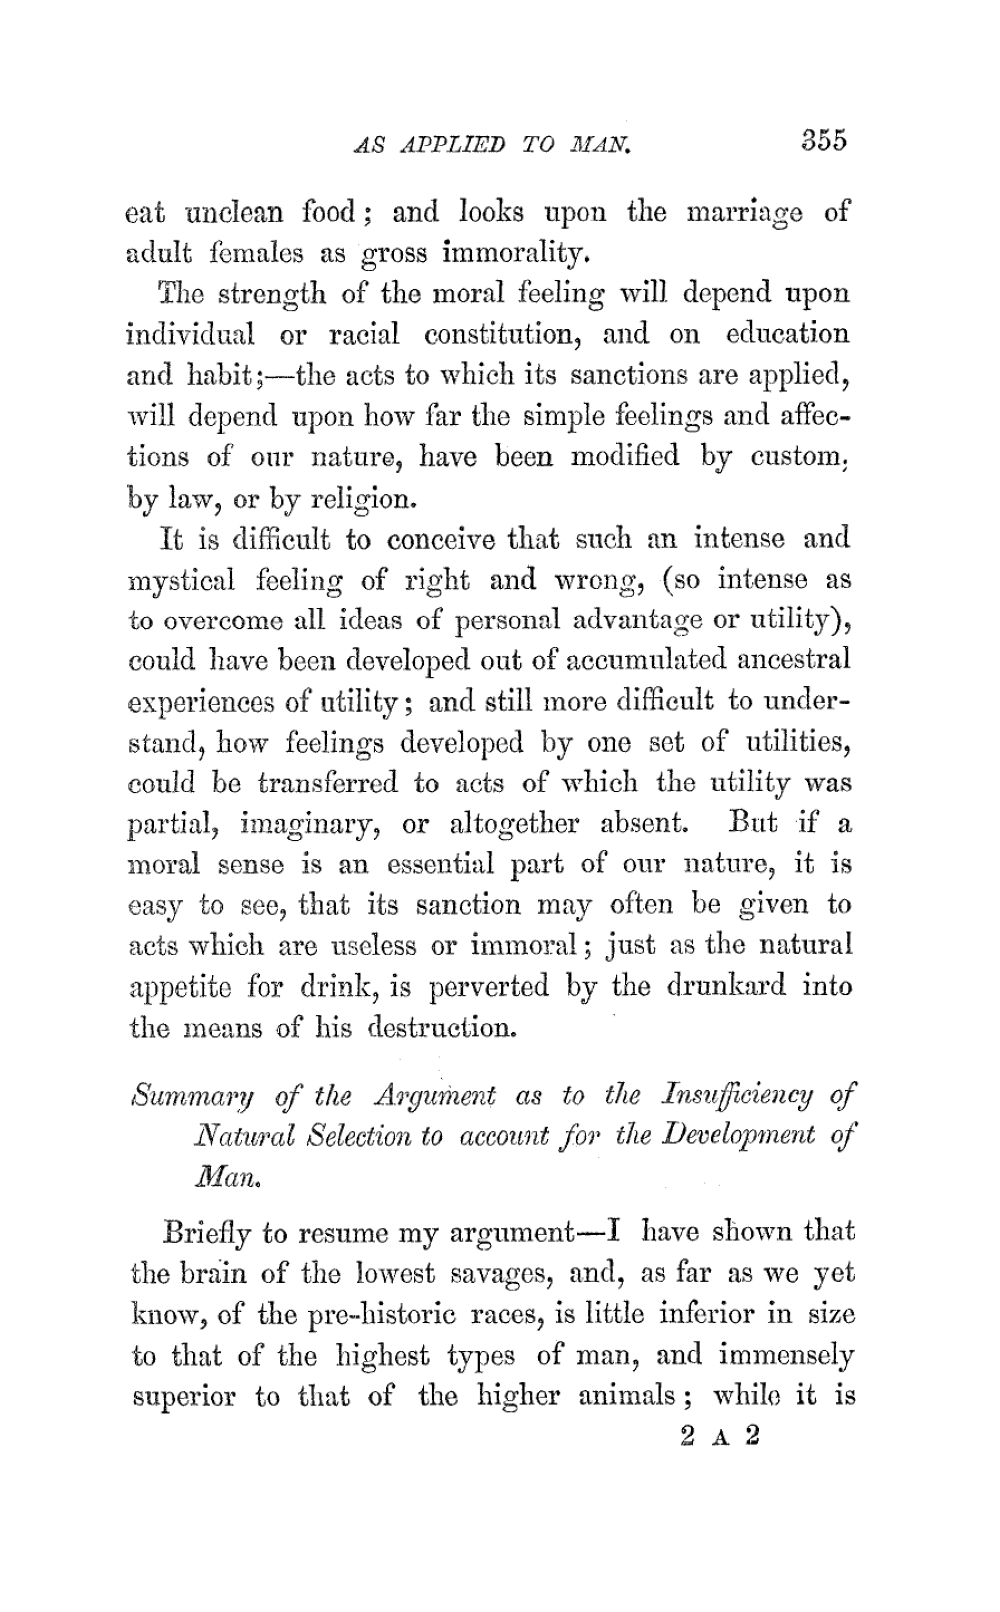 AS APPLIED TO MAN. 355
eat unclean food; and looks upon the marriage of
adult females as gross immorality.
The strength of the moral feeling will depend upon
individual or racial constitution, and on education
and habit;—the acts to which its sanctions are applied,
will depend upon how far the simple feelings and affec-
tions of our nature, have been modified by custom,
by law, or by religion.
It is difficult to conceive that such an intense and
mystical feeling of right and wrong, (so intense as
to overcome all ideas of personal advantage or utility),
could have been developed out of accumulated ancestral
experiences of utility; and still more difficult to under-
stand, how feelings developed by one set of utilities,
could be transferred to acts of which the utility was
partial, imaginary, or altogether absent. But if a
moral sense is an essential part of our nature, it is
easy to see, that its sanction may often be given to
acts which are useless or immoral; just as the natural
appetite for drink, is perverted by the drunkard into
the means of his destruction.
Summary of the Argument as to the Insufficiency of
Natural Selection to account for the Development of
Man.
Briefly to resume my argument—I have shown that
the brain of the lowest savages, and, as far as we yet
know, of the pre-historic races, is little inferior in size
to that of the highest types of man, and immensely
superior to that of the higher animals; while it is
2 A 2